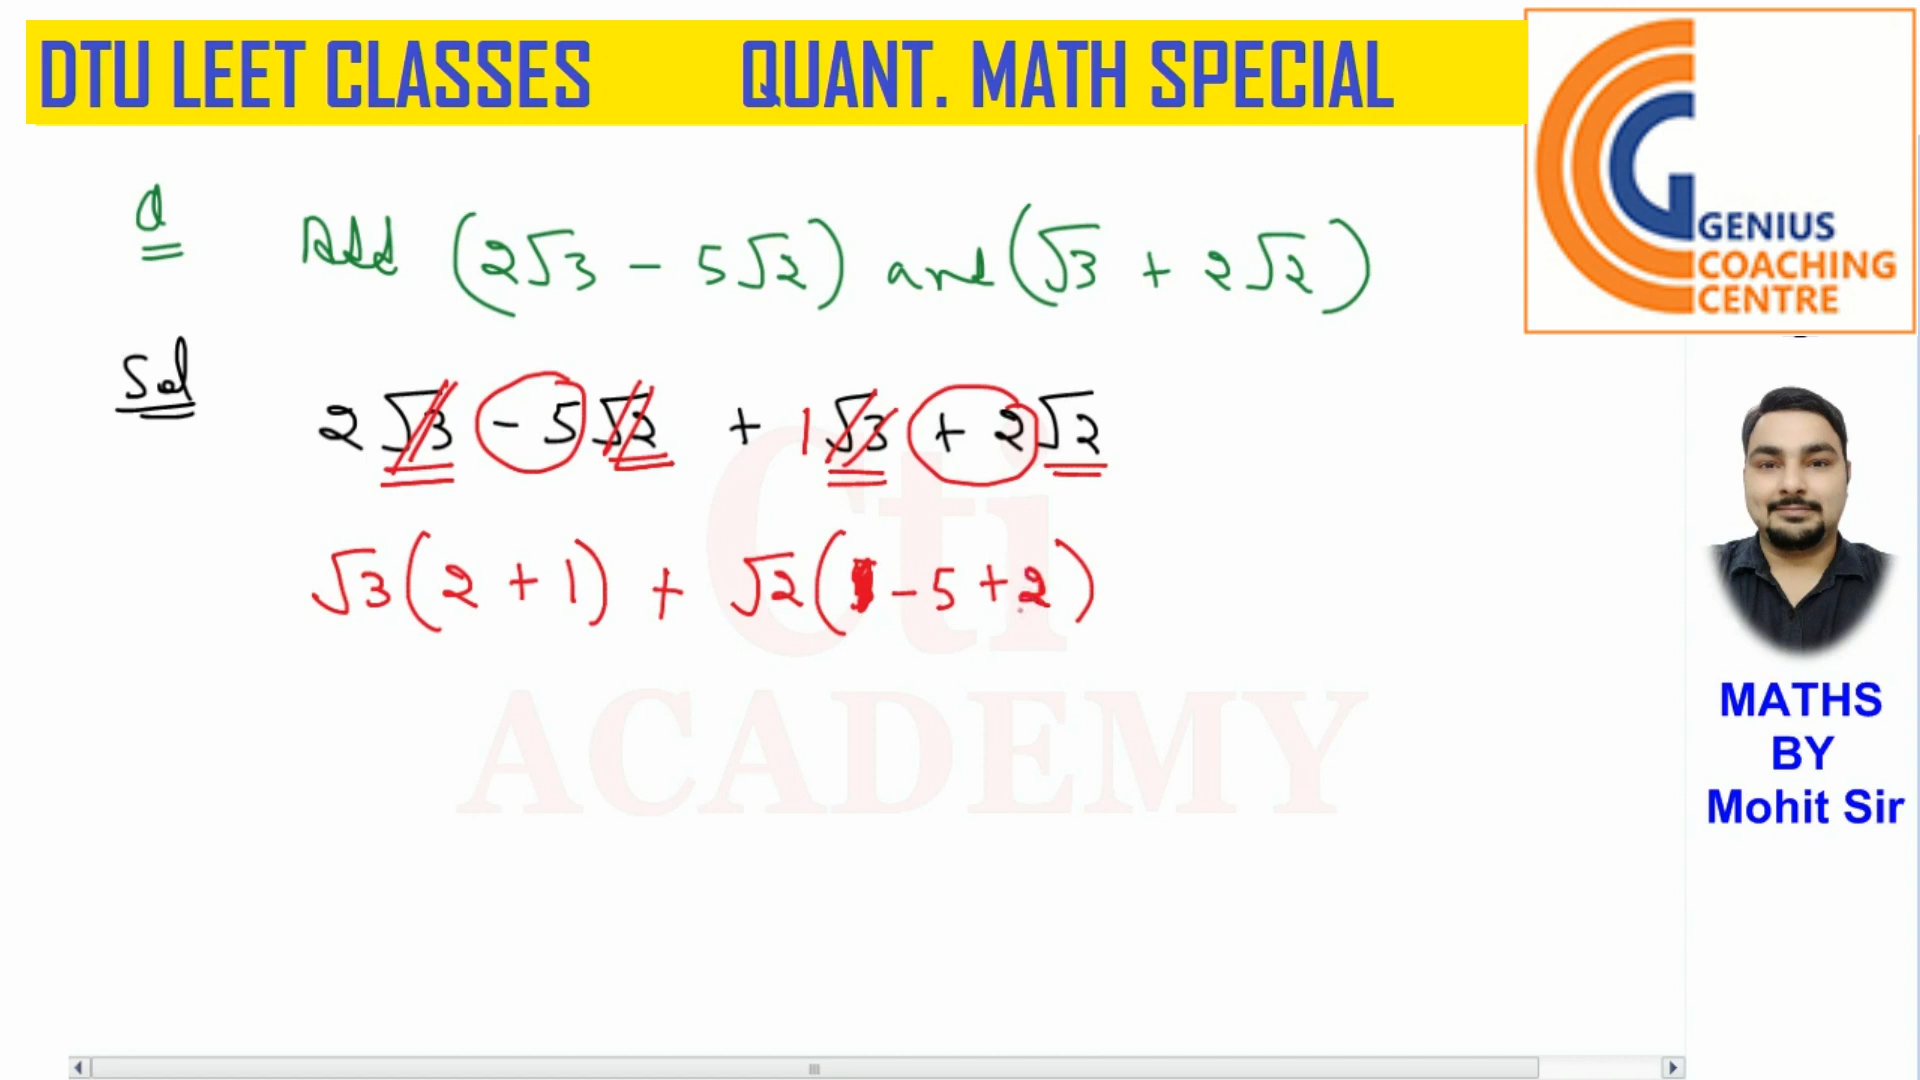 DTU LEET CLASSES QUANT. MATH SPECIAL
GENIUS
COACHING
CENTRE
Q
Add (2√3 - 5√2) and (√3 + 2√2)
Sol
2√3 - 5√2 + 1√3 + 2√2
√3(2 + 1) + √2(-5+2)
Cti
ACADEMY
MATHS
BY
Mohit Sir